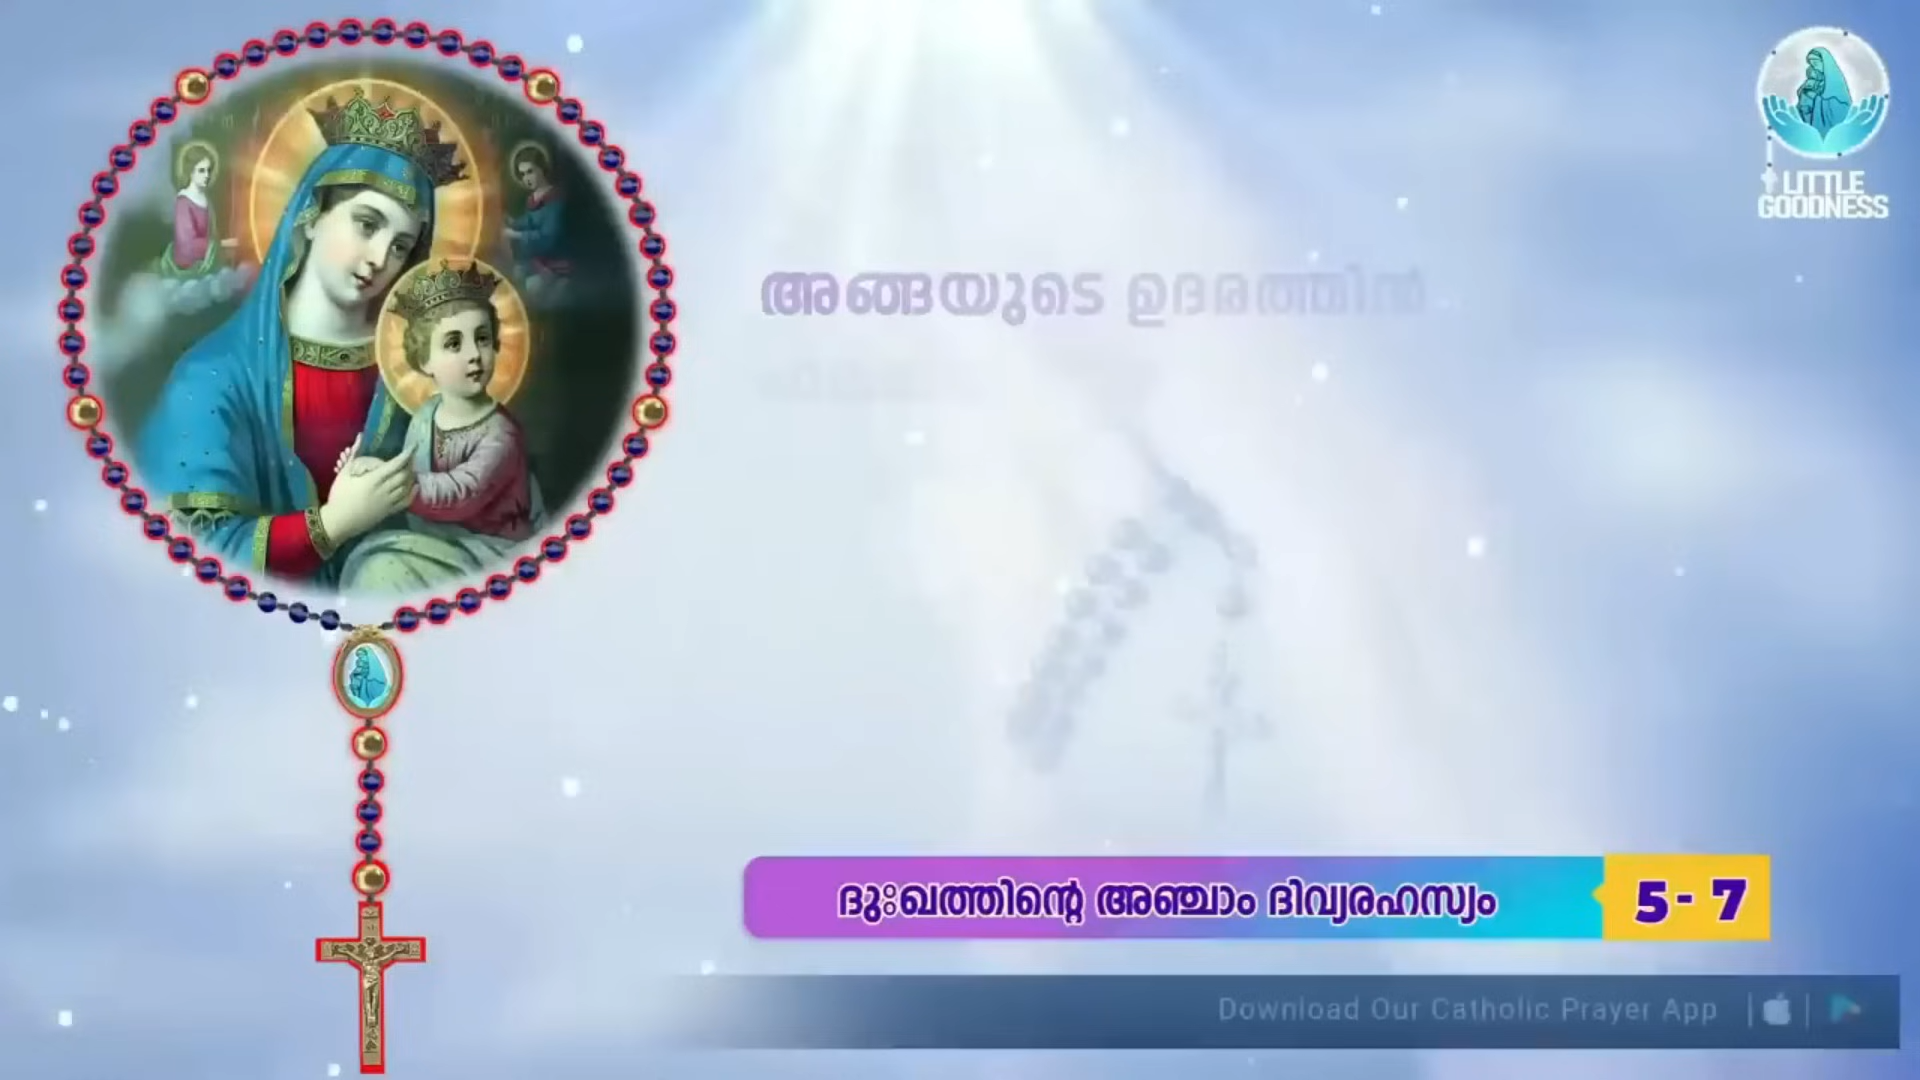 LITTLE
GOODNESS
അങ്ങയുടെ ഉദരത്തിൻ
ദുഃഖത്തിന്റെ അഞ്ചാം ദിവ്യരഹസ്യം
5- 7
Download Our Catholic Prayer App